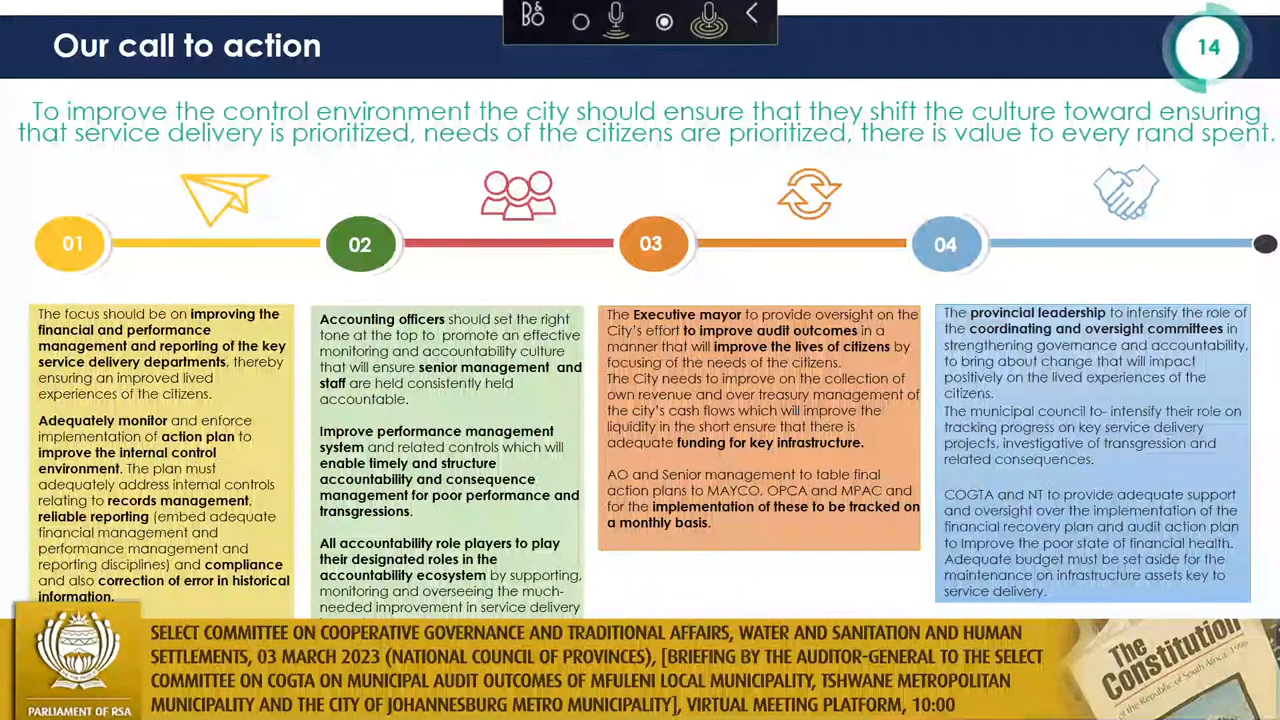 B&O
Our call to action
14
To improve the control environment the city should ensure that they shift the culture toward ensuring
that service delivery is prioritized, needs of the citizens are prioritized, there is value to every rand spent.
01
02
03
04
The focus should be on improving the
financial and performance
management and reporting of the key
service delivery departments, thereby
ensuring an improved lived
experiences of the citizens.
Adequately monitor and enforce
implementation of action plan to
improve the internal control
environment. The plan must
adequately address internal controls
relating to records management,
reliable reporting (embed adequate
financial management and
performance management and
reporting disciplines) and compliance
and also correction of error in historical
information.
Accounting officers should set the right
tone at the top to promote an effective
monitoring and accountability culture
that will ensure senior management and
staff are held consistently held
accountable.
Improve performance management
system and related controls which will
enable timely and structure
accountability and consequence
management for poor performance and
transgressions.
All accountability role players to play
their designated roles in the
accountability ecosystem by supporting,
monitoring and overseeing the much-
needed improvement in service delivery
The Executive mayor to provide oversight on the
City's effort to improve audit outcomes in a
manner that will improve the lives of citizens by
focusing of the needs of the citizens.
The City needs to improve on the collection of
own revenue and over treasury management of
the city's cash flows which will improve the
liquidity in the short ensure that there is
adequate funding for key infrastructure.
AO and Senior management to table final
action plans to MAYCO, OPCA and MPAC and
for the implementation of these to be tracked on
a monthly basis.
The provincial leadership to intensify the role of
the coordinating and oversight committees in
strengthening governance and accountability,
to bring about change that will impact
positively on the lived experiences of the
citizens.
The municipal council to- intensify their role on
tracking progress on key service delivery
projects, investigative of transgression and
related consequences.
COGTA and NT to provide adequate support
and oversight over the implementation of the
financial recovery plan and audit action plan
to Improve the poor state of financial health.
Adequate budget must be set aside for the
maintenance on infrastructure assets key to
service delivery.
SELECT COMMITTEE ON COOPERATIVE GOVERNANCE AND TRADITIONAL AFFAIRS, WATER AND SANITATION AND HUMAN
SETTLEMENTS, 03 MARCH 2023 (NATIONAL COUNCIL OF PROVINCES), [BRIEFING BY THE AUDITOR-GENERAL TO THE SELECT
COMMITTEE ON COGTA ON MUNICIPAL AUDIT OUTCOMES OF MFULENI LOCAL MUNICIPALITY, TSHWANE METROPOLITAN
MUNICIPALITY AND THE CITY OF JOHANNESBURG METRO MUNICIPALITY], VIRTUAL MEETING PLATFORM, 10:00
PARLIAMENT OF RSA
The
Constitution
of the Republic of South Africa, 1996